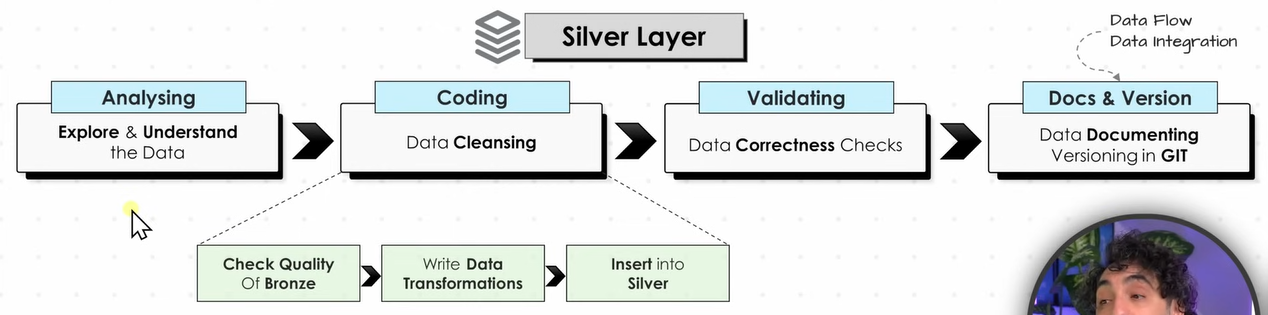 Silver Layer
Data Flow
Data Integration
Analysing
Explore & Understand
the Data
Coding
Data Cleansing
Validating
Data Correctness Checks
Docs & Version
Data Documenting
Versioning in GIT
Check Quality
Of Bronze
Write Data
Transformations
Insert into
Silver